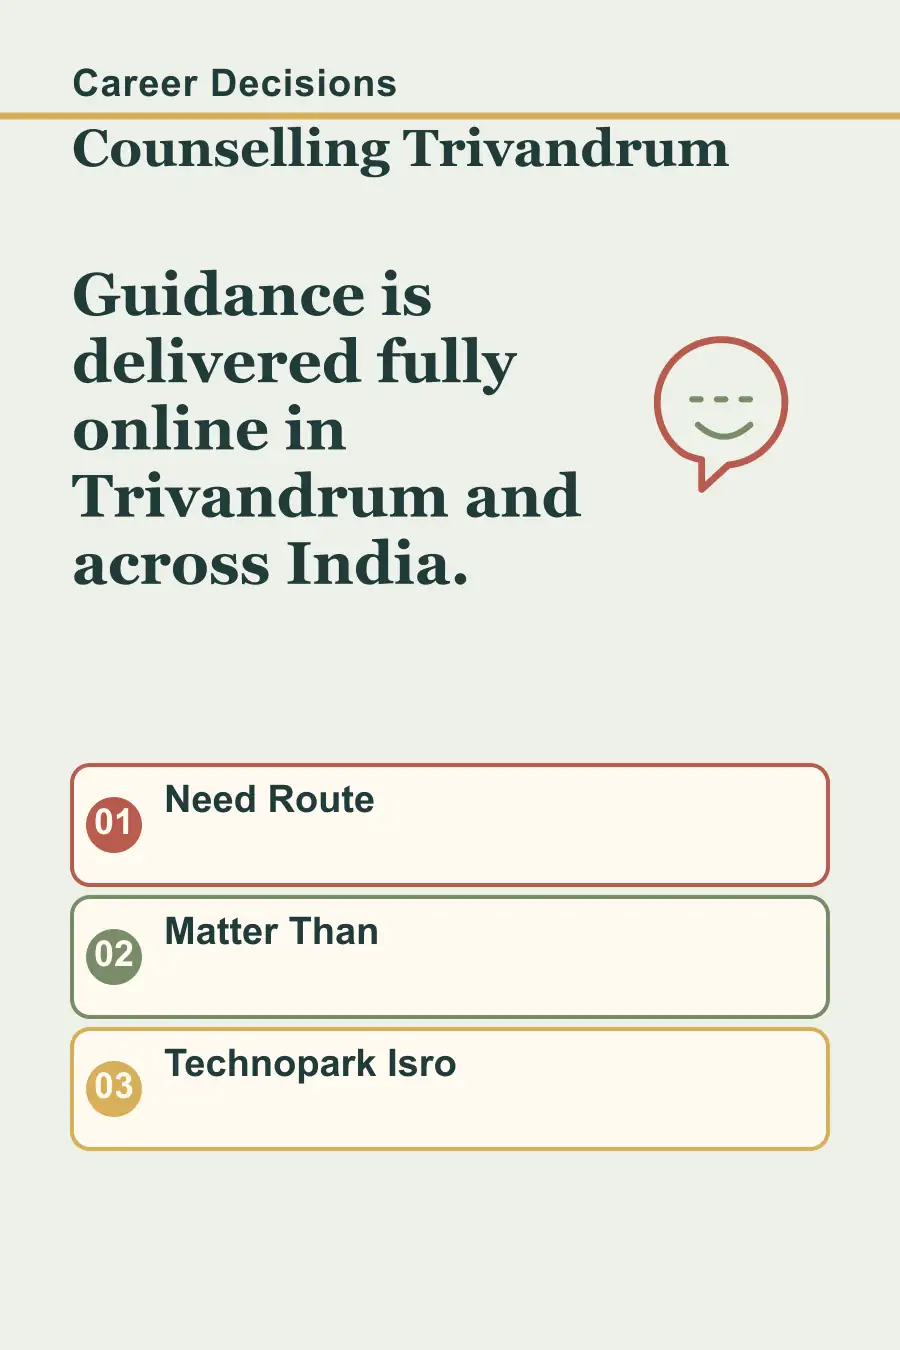 Career Decisions
Counselling Trivandrum
Guidance is
delivered fully
online in
Trivandrum and
across India.
01
Need Route
02
Matter Than
03
Technopark Isro